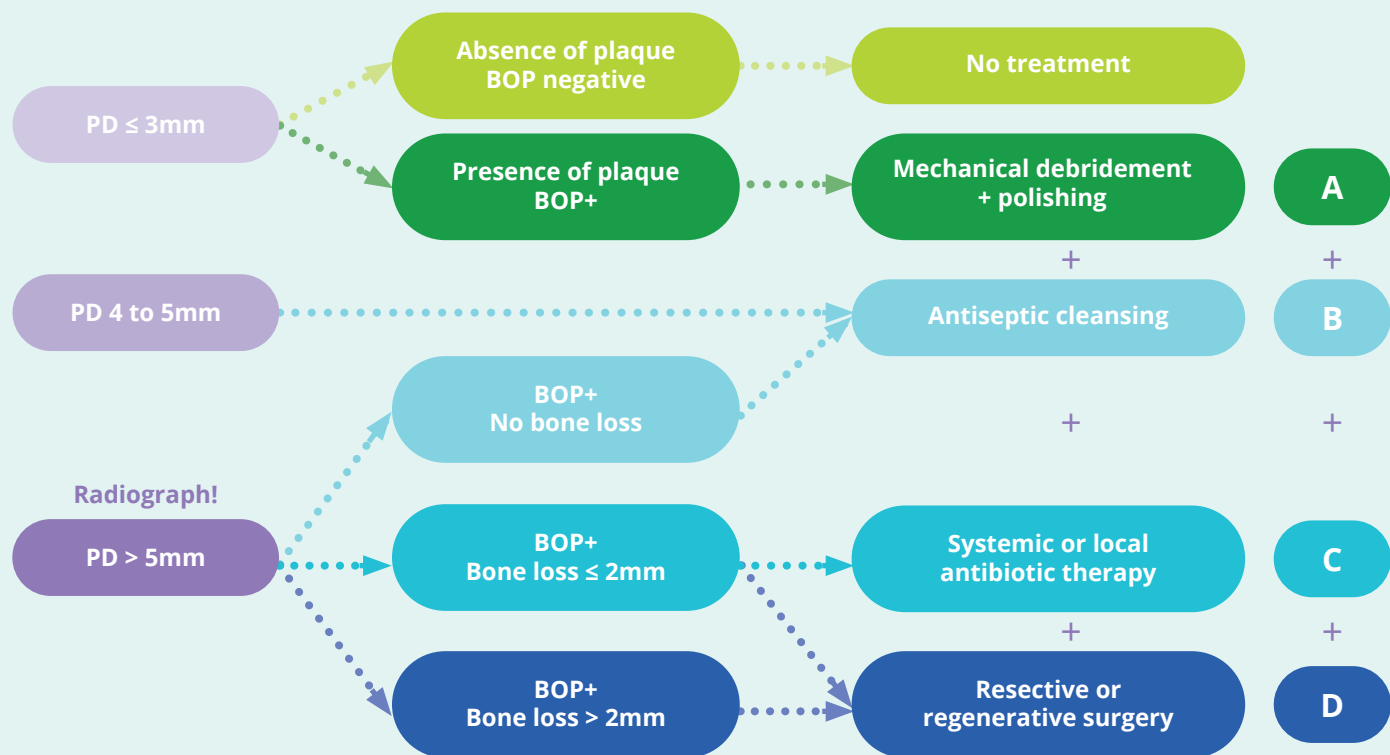 Absence of plaque
BOP negative
No treatment
PD ≤ 3mm
Presence of plaque
BOP+
Mechanical debridement
+ polishing
A
+
+
PD 4 to 5mm
Antiseptic cleansing
B
BOP+
No bone loss
+
+
Radiograph!
PD > 5mm
BOP+
Bone loss ≤ 2mm
Systemic or local
antibiotic therapy
C
+
+
BOP+
Bone loss > 2mm
Resective or
regenerative surgery
D